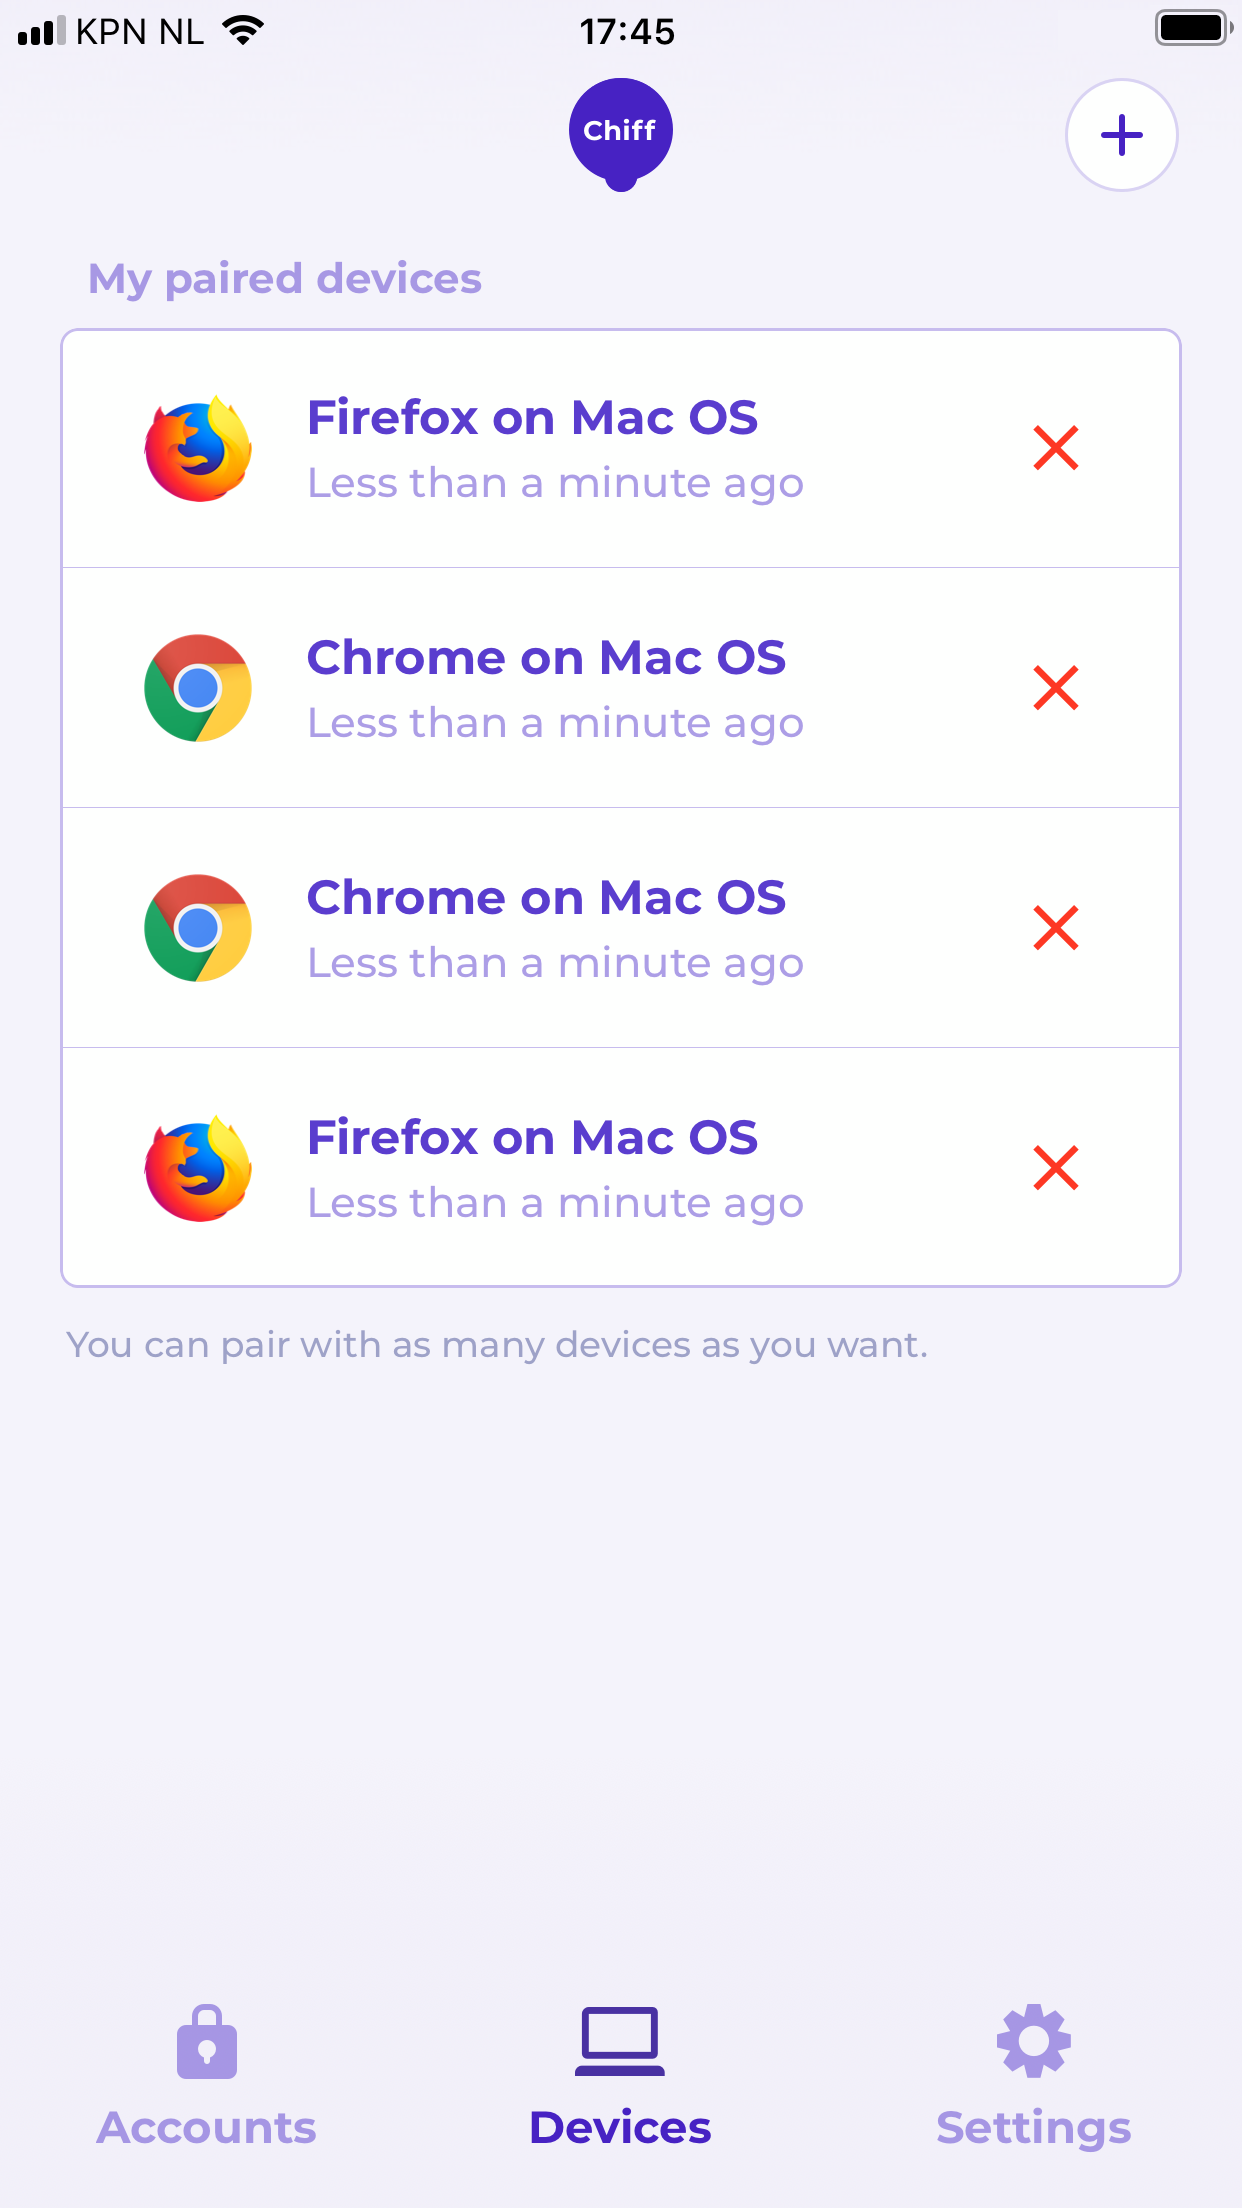 KPN NL
17:45
Chiff
My paired devices
Firefox on Mac OS
Less than a minute ago
Chrome on Mac OS
Less than a minute ago
Chrome on Mac OS
Less than a minute ago
Firefox on Mac OS
Less than a minute ago
You can pair with as many devices as you want.
Accounts
Devices
Settings